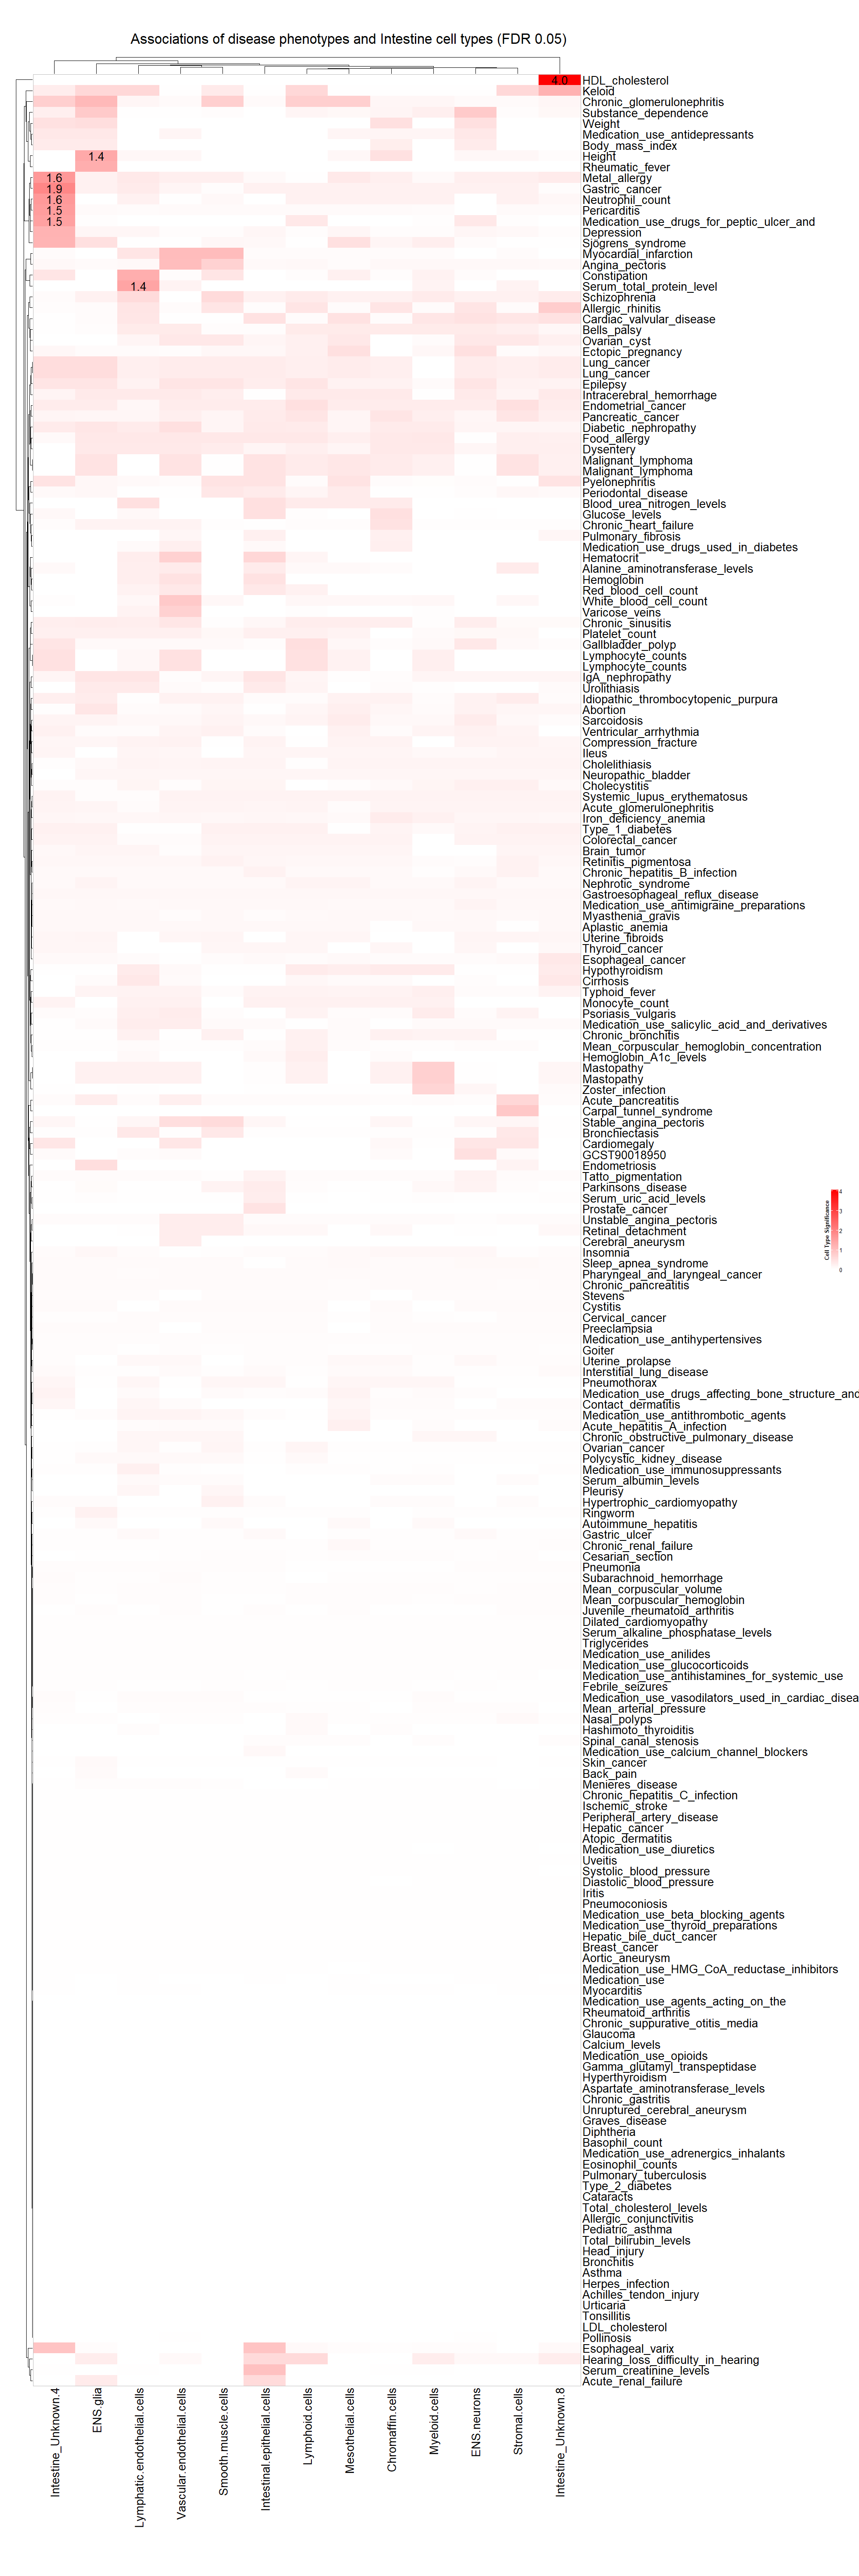 Associations of disease phenotypes and Intestine cell types (FDR 0.05)
4.0 HDL_cholesterol
Keloid
Chronic_glomerulonephritis
Substance_dependence
Weight
Medication_use_antidepressants
Body_mass_index
1.4 Height
Rheumatic_fever
1.6 Metal_allergy
1.9 Gastric_cancer
1.6 Neutrophil_count
1.5 Pericarditis
1.5 Medication_use_drugs_for_peptic_ulcer_and
Depression
Sjögrens_syndrome
Myocardial_infarction
Angina_pectoris
Constipation
1.4 Serum_total_protein_level
Schizophrenia
Allergic_rhinitis
Cardiac_valvular_disease
Bells_palsy
Ovarian_cyst
Ectopic_pregnancy
Lung_cancer
Lung_cancer
Epilepsy
Intracerebral_hemorrhage
Endometrial_cancer
Pancreatic_cancer
Diabetic_nephropathy
Food_allergy
Dysentery
Malignant_lymphoma
Malignant_lymphoma
Pyelonephritis
Periodontal_disease
Blood_urea_nitrogen_levels
Glucose_levels
Chronic_heart_failure
Pulmonary_fibrosis
Medication_use_drugs_used_in_diabetes
Hematocrit
Alanine_aminotransferase_levels
Hemoglobin
Red_blood_cell_count
White_blood_cell_count
Varicose_veins
Chronic_sinusitis
Platelet_count
Gallbladder_polyp
Lymphocyte_counts
Lymphocyte_counts
IgA_nephropathy
Urolithiasis
Idiopathic_thrombocytopenic_purpura
Abortion
Sarcoidosis
Ventricular_arrhythmia
Compression_fracture
Ileus
Cholelithiasis
Neuropathic_bladder
Cholecystitis
Systemic_lupus_erythematosus
Acute_glomerulonephritis
Iron_deficiency_anemia
Type_1_diabetes
Colorectal_cancer
Brain_tumor
Retinitis_pigmentosa
Chronic_hepatitis_B_infection
Nephrotic_syndrome
Gastroesophageal_reflux_disease
Medication_use_antimigraine_preparations
Myasthenia_gravis
Aplastic_anemia
Uterine_fibroids
Thyroid_cancer
Esophageal_cancer
Hypothyroidism
Cirrhosis
Typhoid_fever
Monocyte_count
Psoriasis_vulgaris
Medication_use_salicylic_acid_and_derivatives
Chronic_bronchitis
Mean_corpuscular_hemoglobin_concentration
Hemoglobin_A1c_levels
Mastopathy
Mastopathy
Zoster_infection
Acute_pancreatitis
Carpal_tunnel_syndrome
Stable_angina_pectoris
Bronchiectasis
Cardiomegaly
GCST90018950
Endometriosis
Tatto_pigmentation
Parkinsons_disease
Serum_uric_acid_levels
Prostate_cancer
Unstable_angina_pectoris
Retinal_detachment
Cerebral_aneurysm
Insomnia
Sleep_apnea_syndrome
Pharyngeal_and_laryngeal_cancer
Chronic_pancreatitis
Stevens
Cystitis
Cervical_cancer
Preeclampsia
Medication_use_antihypertensives
Goiter
Uterine_prolapse
Interstitial_lung_disease
Pneumothorax
Medication_use_drugs_affecting_bone_structure_and
Contact_dermatitis
Medication_use_antithrombotic_agents
Acute_hepatitis_A_infection
Chronic_obstructive_pulmonary_disease
Ovarian_cancer
Polycystic_kidney_disease
Medication_use_immunosuppressants
Serum_albumin_levels
Pleurisy
Hypertrophic_cardiomyopathy
Ringworm
Autoimmune_hepatitis
Gastric_ulcer
Chronic_renal_failure
Cesarian_section
Pneumonia
Subarachnoid_hemorrhage
Mean_corpuscular_volume
Mean_corpuscular_hemoglobin
Juvenile_rheumatoid_arthritis
Dilated_cardiomyopathy
Serum_alkaline_phosphatase_levels
Triglycerides
Medication_use_anilides
Medication_use_glucocorticoids
Medication_use_antihistamines_for_systemic_use
Febrile_seizures
Medication_use_vasodilators_used_in_cardiac_disea
Mean_arterial_pressure
Nasal_polyps
Hashimoto_thyroiditis
Spinal_canal_stenosis
Medication_use_calcium_channel_blockers
Skin_cancer
Back_pain
Menieres_disease
Chronic_hepatitis_C_infection
Ischemic_stroke
Peripheral_artery_disease
Hepatic_cancer
Atopic_dermatitis
Medication_use_diuretics
Uveitis
Systolic_blood_pressure
Diastolic_blood_pressure
Iritis
Pneumoconiosis
Medication_use_beta_blocking_agents
Medication_use_thyroid_preparations
Hepatic_bile_duct_cancer
Breast_cancer
Aortic_aneurysm
Medication_use_HMG_CoA_reductase_inhibitors
Medication_use
Myocarditis
Medication_use_agents_acting_on_the
Rheumatoid_arthritis
Chronic_suppurative_otitis_media
Glaucoma
Calcium_levels
Medication_use_opioids
Gamma_glutamyl_transpeptidase
Hyperthyroidism
Aspartate_aminotransferase_levels
Chronic_gastritis
Unruptured_cerebral_aneurysm
Graves_disease
Diphtheria
Basophil_count
Medication_use_adrenergics_inhalants
Eosinophil_counts
Pulmonary_tuberculosis
Type_2_diabetes
Cataracts
Total_cholesterol_levels
Allergic_conjunctivitis
Pediatric_asthma
Total_bilirubin_levels
Head_injury
Bronchitis
Asthma
Herpes_infection
Achilles_tendon_injury
Urticaria
Tonsillitis
LDL_cholesterol
Pollinosis
Esophageal_varix
Hearing_loss_difficulty_in_hearing
Serum_creatinine_levels
Acute_renal_failure
Intestine_Unknown.4
ENS.glia
Lymphatic.endothelial.cells
Vascular.endothelial.cells
Smooth.muscle.cells
Intestinal.epithelial.cells
Lymphoid.cells
Mesothelial.cells
Chromaffin.cells
Myeloid.cells
ENS.neurons
Stromal.cells
Intestine_Unknown.8
Cell Type Significance
4
3
2
1
0